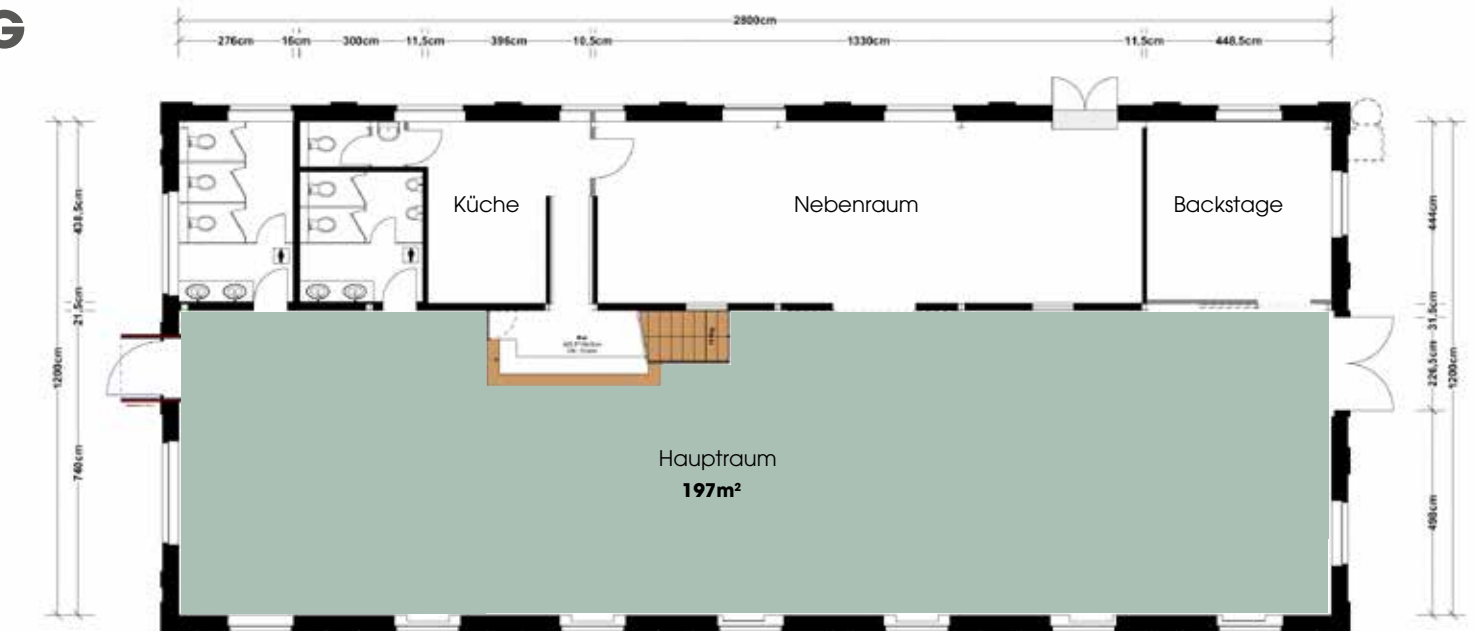 G
2800cm
276cm 16cm 300cm 11,5cm 396cm 10,5cm 1330cm 11,5cm 448,5cm
Küche
Nebenraum
Backstage
438,5cm
21,5cm
1200cm
740cm
444cm
31,5cm
226,5cm
1200cm
498cm
Hauptraum
197m²